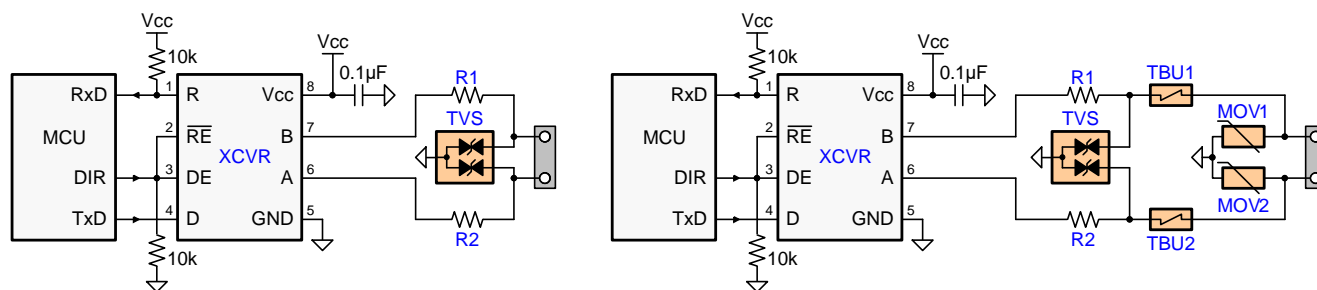 Vcc
10k
Vcc
0.1µF
R1
RxD
1
R
Vcc
8
MCU
2
RE
B
7
TVS
XCVR
DIR
3
DE
A
6
TxD
4
D
GND
5
R2
10k
Vcc
10k
Vcc
0.1µF
R1
TBU1
RxD
1
R
Vcc
8
MOV1
MCU
2
RE
B
7
TVS
XCVR
DIR
3
DE
A
6
TxD
4
D
GND
5
MOV2
R2
TBU2
10k